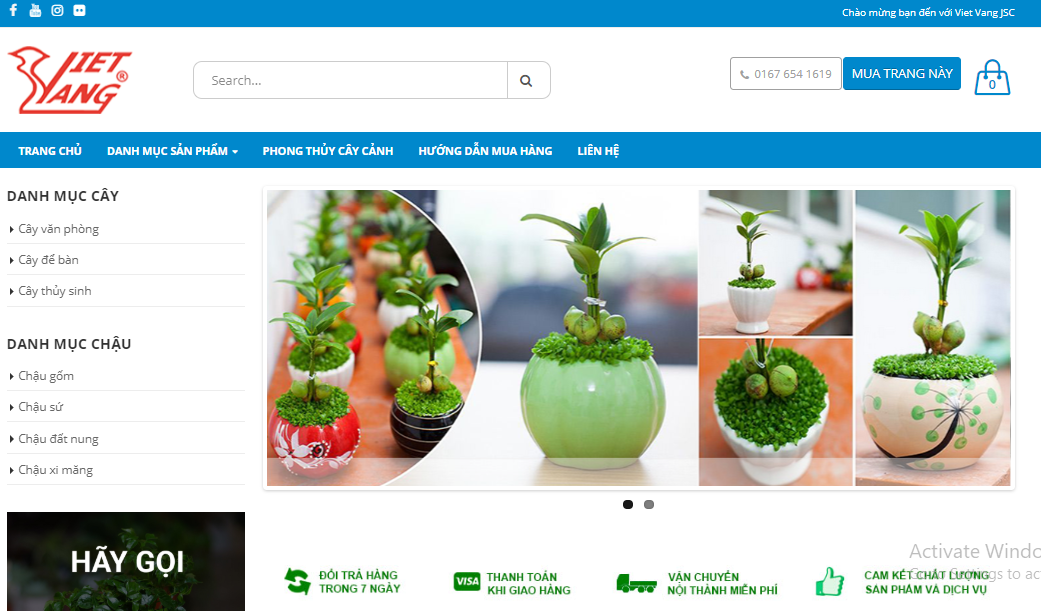 Chào mừng bạn đến với Viet Vang JSC
VIET VANG®
Search...
0167 654 1619
MUA TRANG NÀY
0
TRANG CHỦ
DANH MỤC SẢN PHẨM
PHONG THỦY CÂY CẢNH
HƯỚNG DẪN MUA HÀNG
LIÊN HỆ
DANH MỤC CÂY
Cây văn phòng
Cây để bàn
Cây thủy sinh
DANH MỤC CHẬU
Chậu gốm
Chậu sứ
Chậu đất nung
Chậu xi măng
HÃY GỌI
ĐỔI TRẢ HÀNG
TRONG 7 NGÀY
VISA
THANH TOÁN
KHI GIAO HÀNG
VẬN CHUYỂN
NỘI THÀNH MIỄN PHÍ
CAM KẾT CHẤT LƯỢNG
SẢN PHẨM VÀ DỊCH VỤ
Activate Windo
Go to Settings to ac